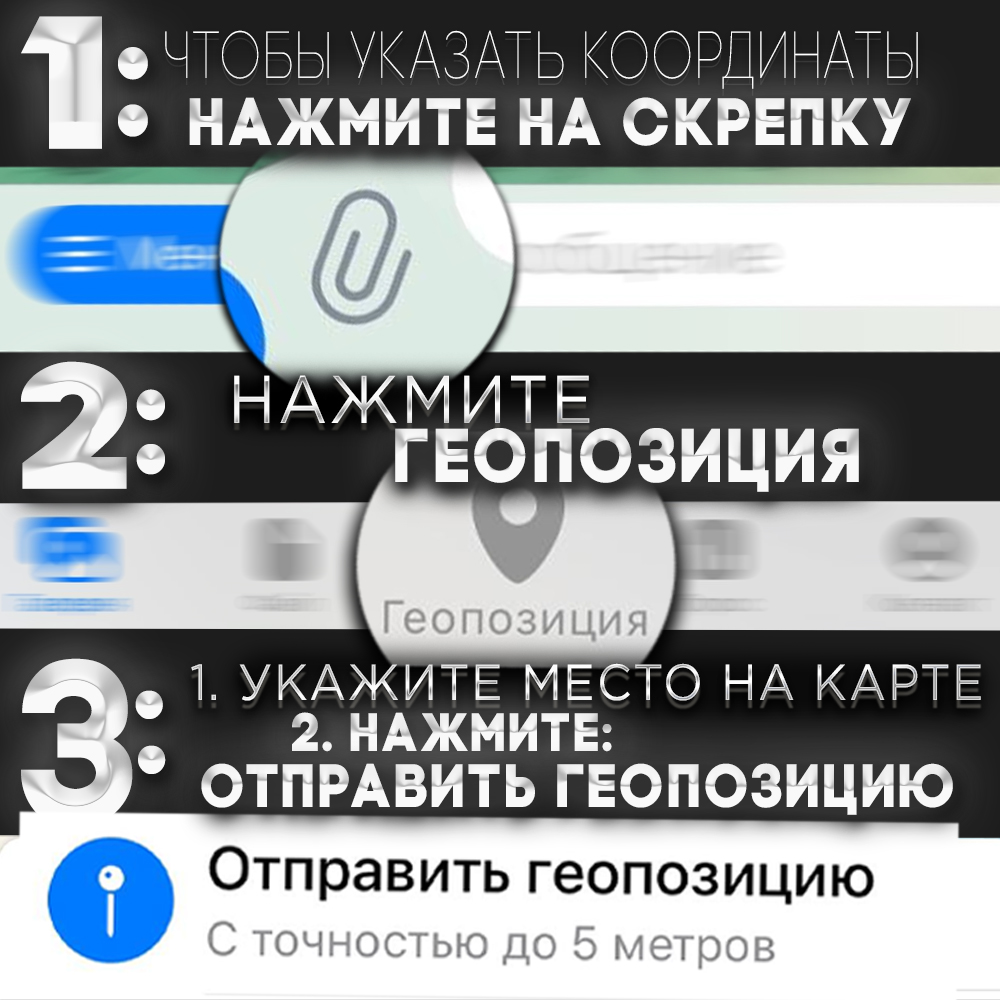 1: ЧТОБЫ УКАЗАТЬ КООРДИНАТЫ
НАЖМИТЕ НА СКРЕПКУ
2: НАЖМИТЕ
ГЕОПОЗИЦИЯ
Геопозиция
3: 1. УКАЖИТЕ МЕСТО НА КАРТЕ
2. НАЖМИТЕ:
ОТПРАВИТЬ ГЕОПОЗИЦИЮ
Отправить геопозицию
С точностью до 5 метров